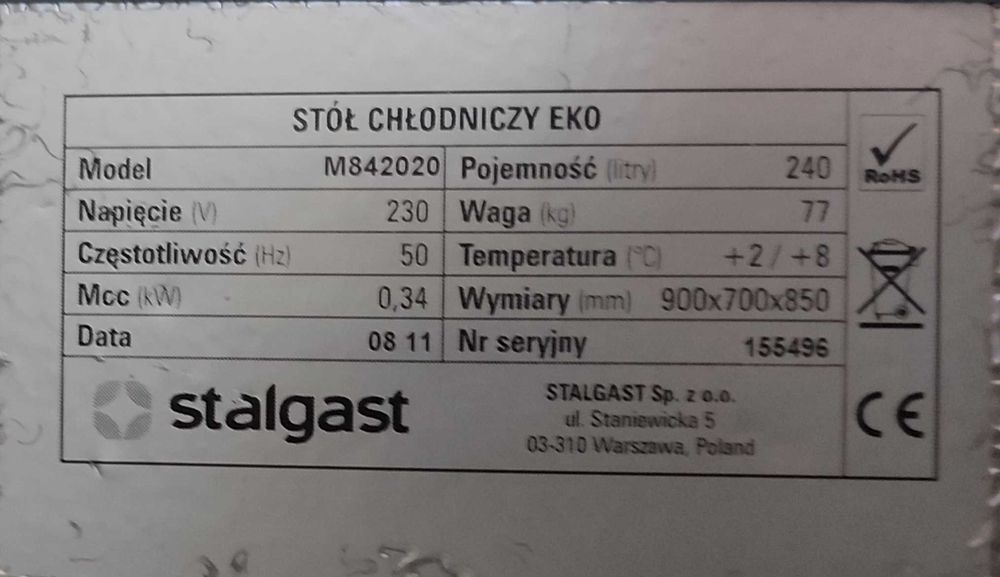 STÓŁ CHŁODNICZY EKO
Model M842020 Pojemność (litry) 240
Napięcie (V) 230 Waga (kg) 77
Częstotliwość (Hz) 50 Temperatura (°C) +2 / +8
Mcc (kW) 0,34 Wymiary (mm) 900x700x850
Data 08 11 Nr seryjny 155496
RoHS
stalgast
STALGAST Sp. z o.o.
ul. Staniewicka 5
03-310 Warszawa, Poland
CE